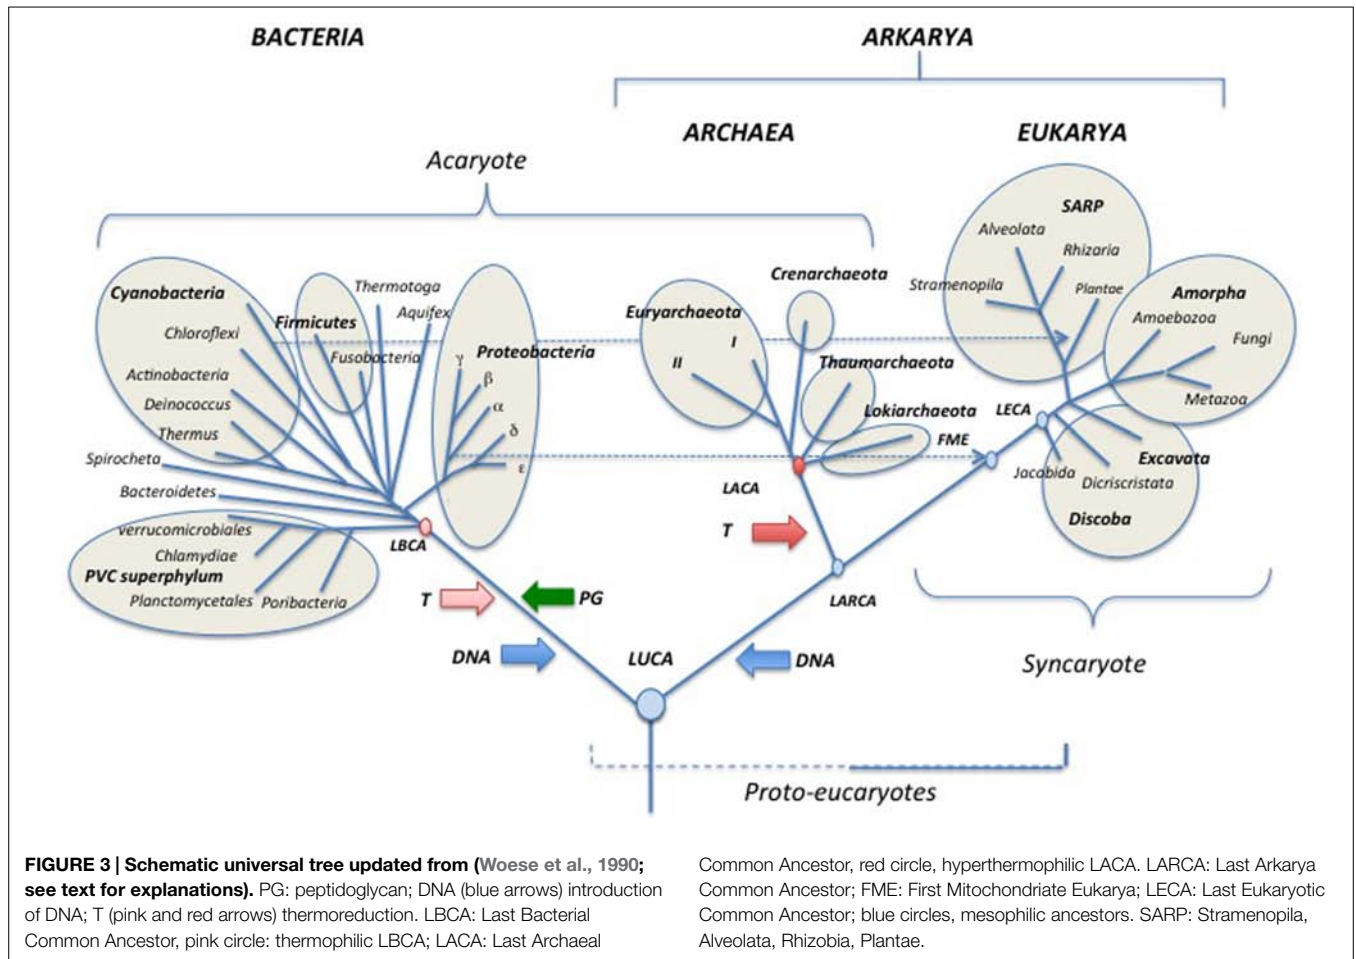 BACTERIA
ARKARYA
ARCHAEA
EUKARYA
Acaryote
SARP
Alveolata
Rhizaria
Stramenopila
Plantae
Crenarchaeota
Amorpha
Amoebozoa
Fungi
Metazoa
Cyanobacteria
Chloroflexi
Actinobacteria
Deinococcus
Thermus
Spirocheta
Bacteroidetes
Firmicutes
Fusobacteria
Thermotoga
Aquifex
Proteobacteria
γ
β
α
δ
ε
Euryarchaeota
I
II
Thaumarchaeota
Lokiarchaeota
FME
LECA
Jacobida
Excavata
Dicriscristata
Discoba
LACA
T
LBCA
verrucomicrobiales
Chlamydiae
PVC superphylum
Planctomycetales
Poribacteria
T
PG
LARCA
DNA
LUCA
DNA
Syncaryote
Proto-eucaryotes
FIGURE 3 | Schematic universal tree updated from (Woese et al., 1990;
see text for explanations). PG: peptidoglycan; DNA (blue arrows) introduction
of DNA; T (pink and red arrows) thermoreduction. LBCA: Last Bacterial
Common Ancestor, pink circle: thermophilic LBCA; LACA: Last Archaeal
Common Ancestor, red circle, hyperthermophilic LACA. LARCA: Last Arkarya
Common Ancestor; FME: First Mitochondriate Eukarya; LECA: Last Eukaryotic
Common Ancestor; blue circles, mesophilic ancestors. SARP: Stramenopila,
Alveolata, Rhizobia, Plantae.